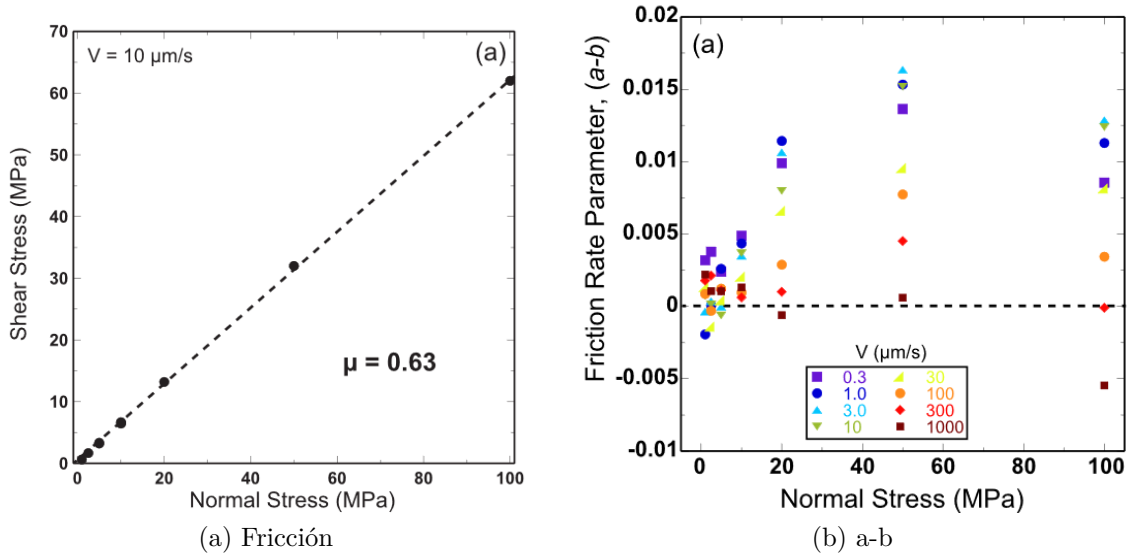 70
60
50
40
30
20
10
0
V = 10 μm/s
(a)
μ = 0.63
Shear Stress (MPa)
0 20 40 60 80 100
Normal Stress (MPa)
(a) Fricción
0.02
0.015
0.01
0.005
0
-0.005
-0.01
(a)
Friction Rate Parameter, (a-b)
V (μm/s)
0.3 30
1.0 100
3.0 300
10 1000
0 20 40 60 80 100
Normal Stress (MPa)
(b) a-b